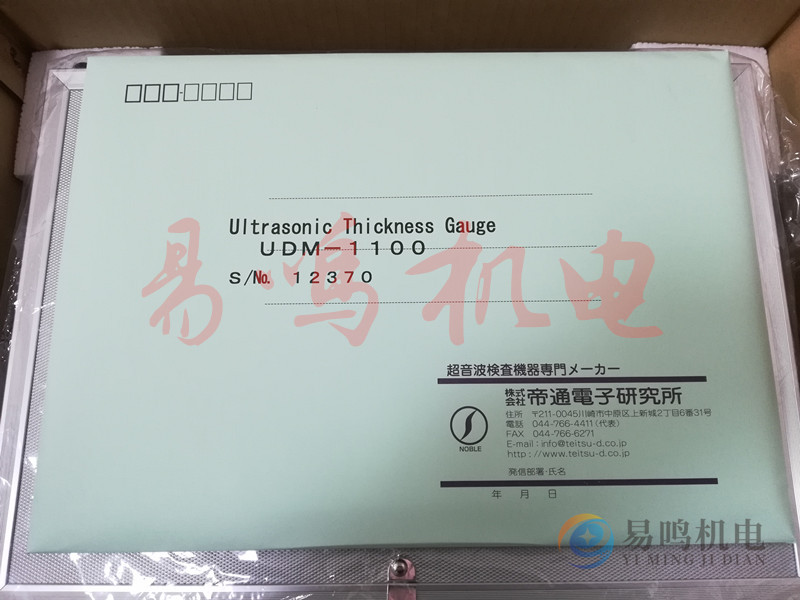 □□□-□□□□
Ultrasonic Thickness Gauge
UDM-1100
S/№. 12370
易鸣机电
超音波検査機器専門メーカー
株式会社 帝通電子研究所
住所 〒211-0045川崎市中原区上新城2丁目6番31号
電話 044-766-4411(代表)
FAX 044-766-6271
E-mail:info@teitsu-d.co.jp
http://www.teitsu-d.co.jp
NOBLE
発信部署・氏名
年 月 日
易鸣机电
YI MING JI DIAN